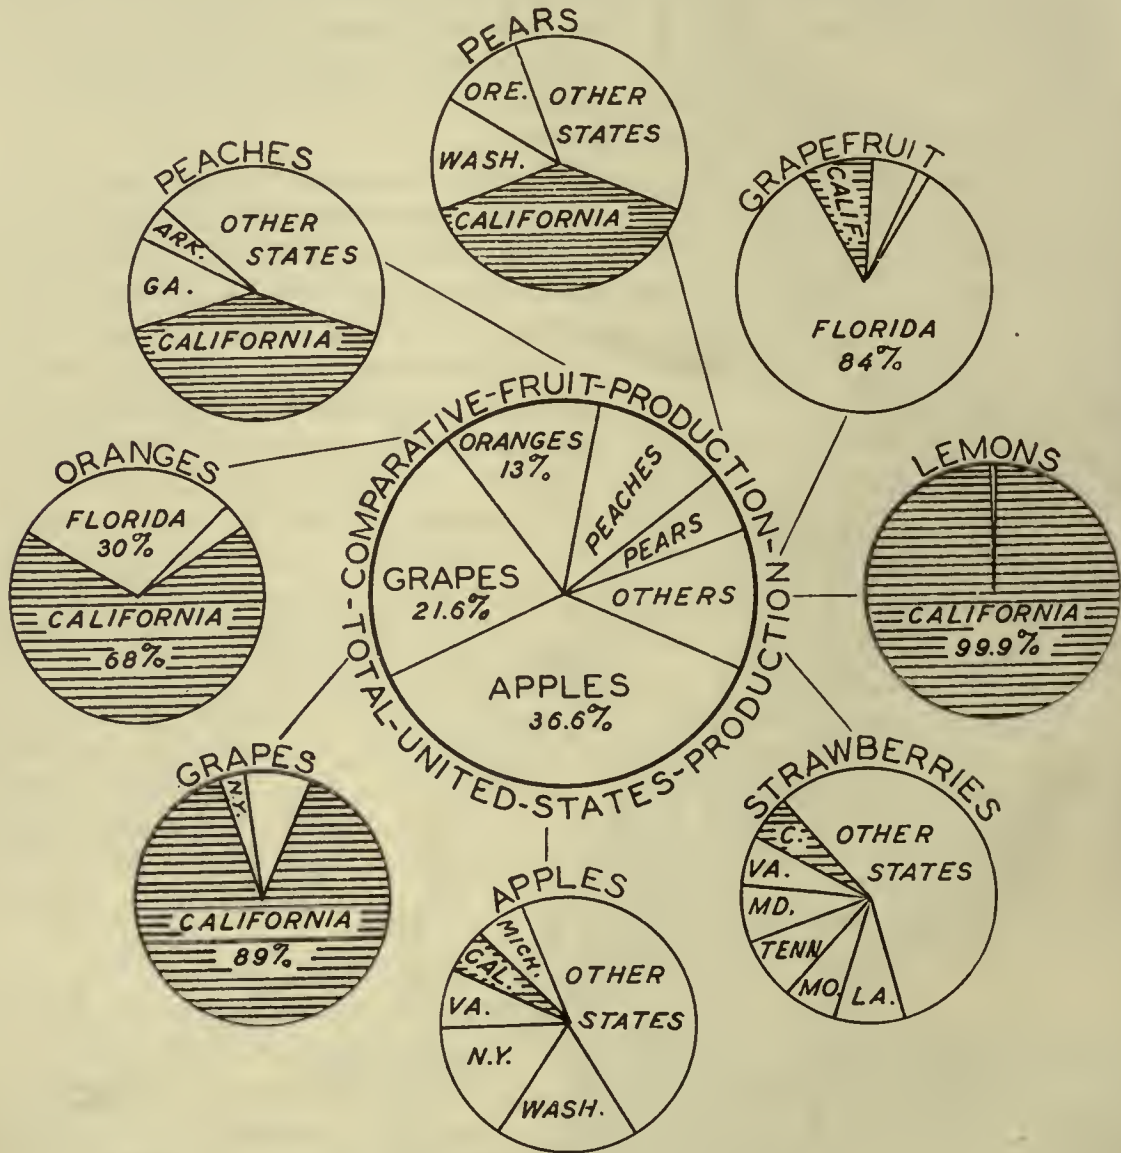 PEARS
ORE.
OTHER
STATES
WASH.
CALIFORNIA
PEACHES
ARK.
OTHER
STATES
GA.
CALIFORNIA
GRAPEFRUIT
CALIF.
FLORIDA
84%
TOTAL-UNITED-STATES-PRODUCTION
COMPARATIVE-FRUIT-PRODUCTION-
ORANGES
13%
PEACHES
PEARS
OTHERS
GRAPES
21.6%
APPLES
36.6%
ORANGES
FLORIDA
30%
CALIFORNIA
68%
LEMONS
CALIFORNIA
99.9%
GRAPES
N.Y.
CALIFORNIA
89%
APPLES
MICH.
CAL.
OTHER
STATES
VA.
N.Y.
WASH.
STRAWBERRIES
C.
OTHER
STATES
VA.
MD.
TENN
MO.
LA.